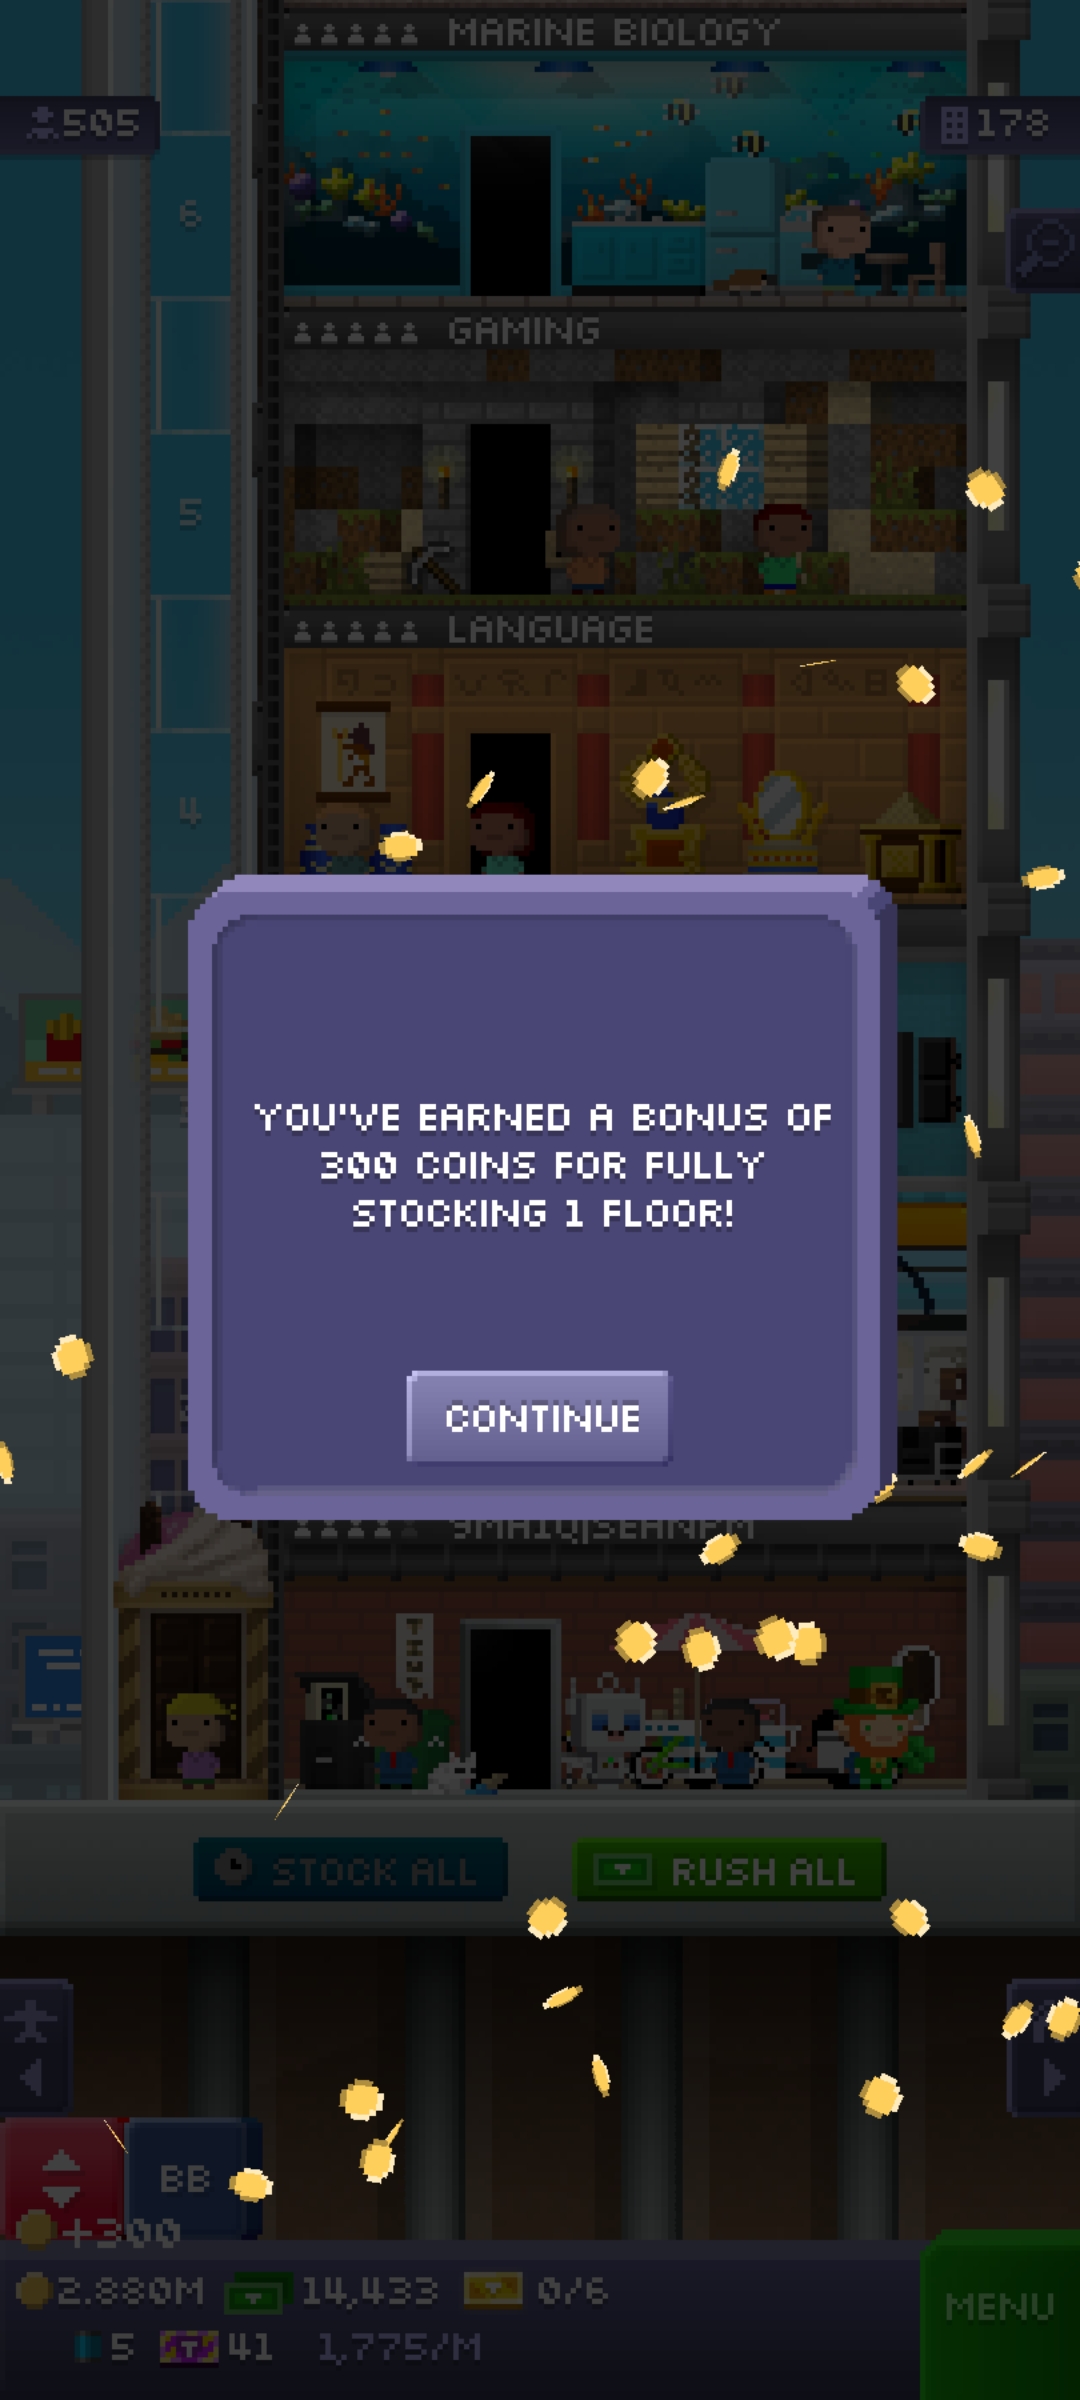 MARINE BIOLOGY
505
178
6
GAMING
5
LANGUAGE
4
YOU'VE EARNED A BONUS OF
300 COINS FOR FULLY
STOCKING 1 FLOOR!
CONTINUE
STOCK ALL
RUSH ALL
BB
+300
2.880M
14,433
0/6
5
41
1,775/M
MENU